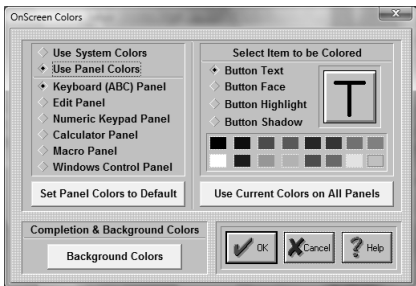 OnScreen Colors
Use System Colors
Use Panel Colors
Keyboard (ABC) Panel
Edit Panel
Numeric Keypad Panel
Calculator Panel
Macro Panel
Windows Control Panel
Set Panel Colors to Default
Select Item to be Colored
Button Text
Button Face
Button Highlight
Button Shadow
T
Use Current Colors on All Panels
Completion & Background Colors
Background Colors
OK
Cancel
Help